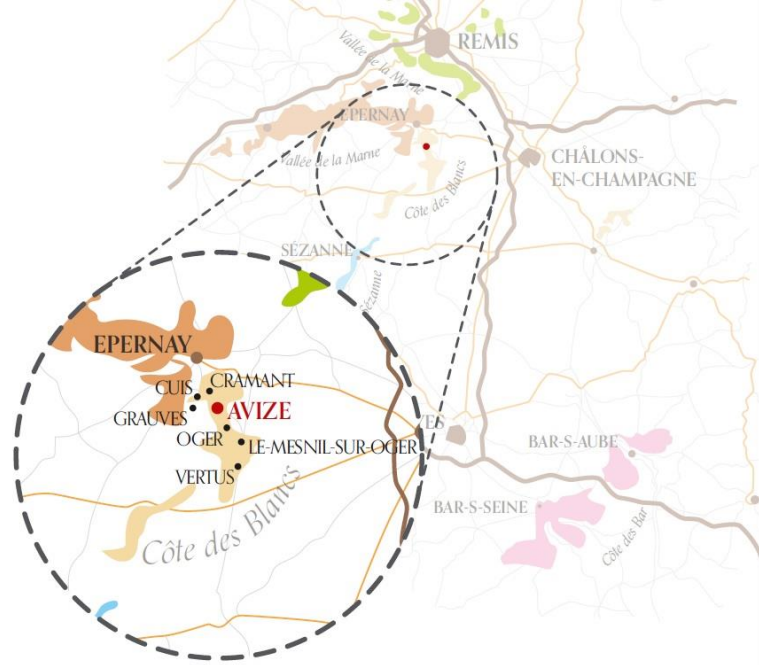 REMIS
Vallée de la Marne
EPERNAY
Vallée de la Marne
CHÂLONS-
EN-CHAMPAGNE
Côte des Blancs
SÉZANNE
Sézanne
EPERNAY
CUIS
CRAMANT
GRAUVES
AVIZE
OGER
LE-MESNIL-SUR-OGER
VERTUS
Côte des Blancs
YES
BAR-S-AUBE
BAR-S-SEINE
Côte des Bar